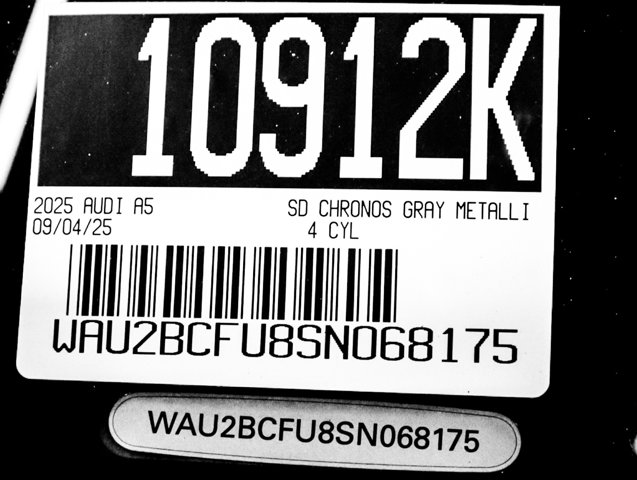 10912K
2025 AUDI A5 SD CHRONOS GRAY METALLI
09/04/25 4 CYL
WAU2BCFU8SN068175
WAU2BCFU8SN068175